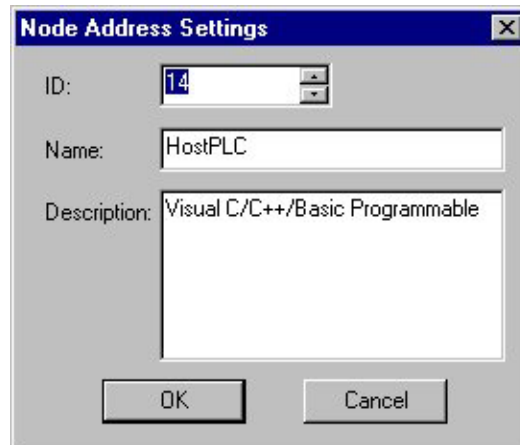 Node Address Settings
ID: 14
Name: HostPLC
Description: Visual C/C++/Basic Programmable
OK Cancel